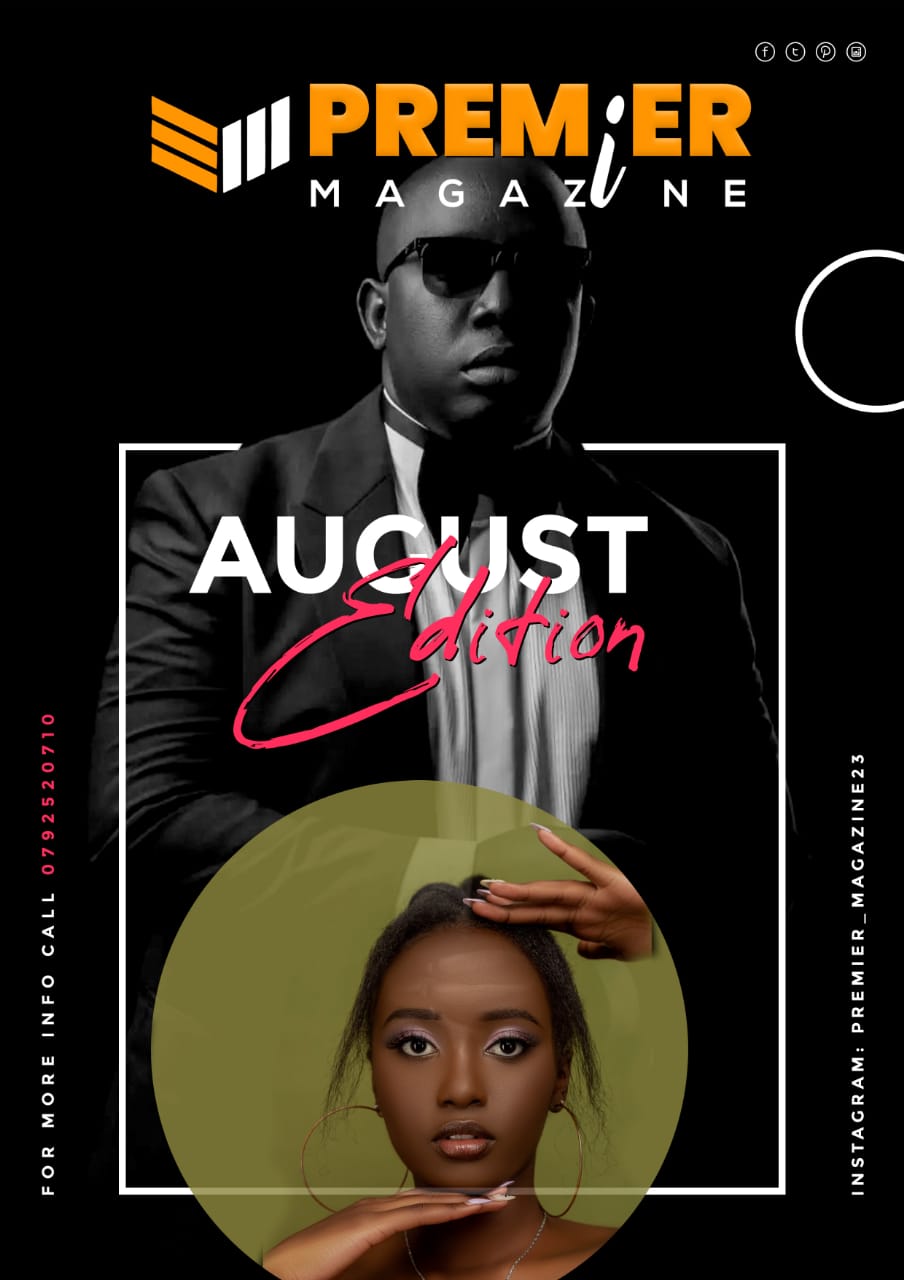 PREMiER
MAGAZiNE
AUGUST
Edition
FOR MORE INFO CALL 0792520710
INSTAGRAM: PREMIER_MAGAZINE23